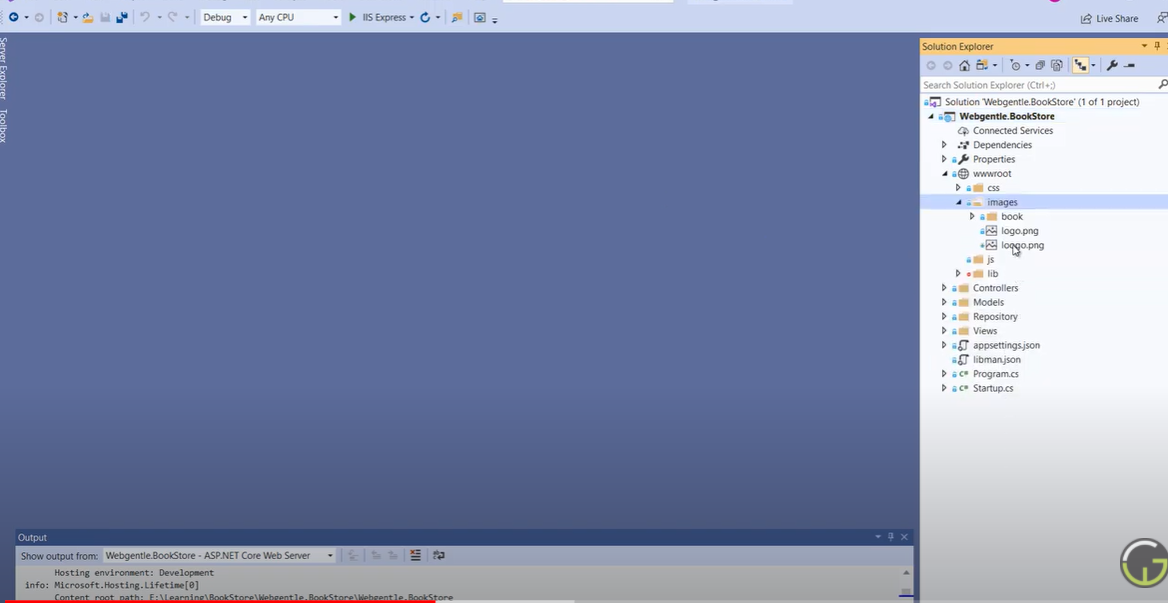 Debug
Any CPU
IIS Express
Live Share
Server Explorer
Toolbox
Solution Explorer
Search Solution Explorer (Ctrl+;)
Solution 'Webgentle.BookStore' (1 of 1 project)
Webgentle.BookStore
Connected Services
Dependencies
Properties
wwwroot
css
images
book
logo.png
.png
js
lib
Controllers
Models
Repository
Views
appsettings.json
libman.json
C# Program.cs
C# Startup.cs
Output
Show output from: Webgentle.BookStore - ASP.NET Core Web Server
Hosting environment: Development
info: Microsoft.Hosting.Lifetime[0]
Content root path: E:\Learning\BookStore\Webgentle.BookStore\Webgentle.BookStore